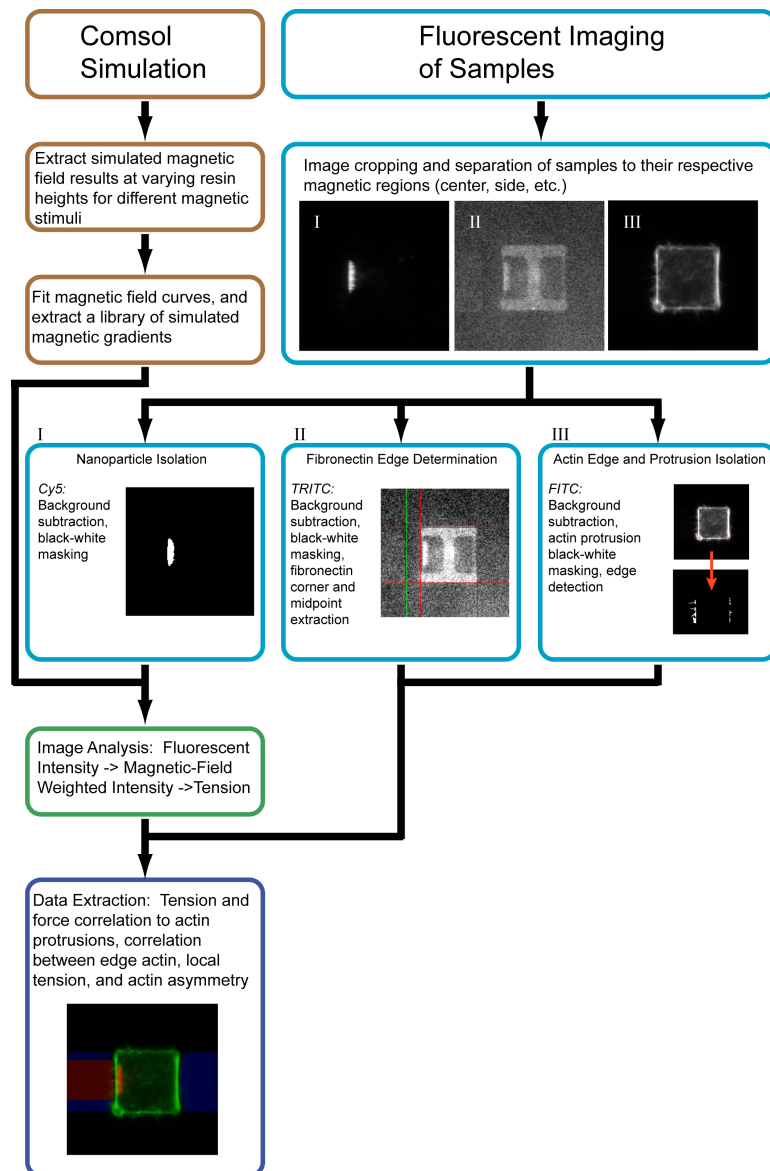 Comsol
Simulation
Fluorescent Imaging
of Samples
Extract simulated magnetic
field results at varying resin
heights for different magnetic
stimuli
Image cropping and separation of samples to their respective
magnetic regions (center, side, etc.)
I
II
III
Fit magnetic field curves, and
extract a library of simulated
magnetic gradients
I
Nanoparticle Isolation
Cy5:
Background
subtraction,
black-white
masking
II
Fibronectin Edge Determination
TRITC:
Background
subtraction,
black-white
masking,
fibronectin
corner and
midpoint
extraction
III
Actin Edge and Protrusion Isolation
FITC:
Background
subtraction,
actin protrusion
black-white
masking, edge
detection
Image Analysis:  Fluorescent
Intensity -> Magnetic-Field
Weighted Intensity ->Tension
Data Extraction:  Tension and
force correlation to actin
protrusions, correlation
between edge actin, local
tension, and actin asymmetry